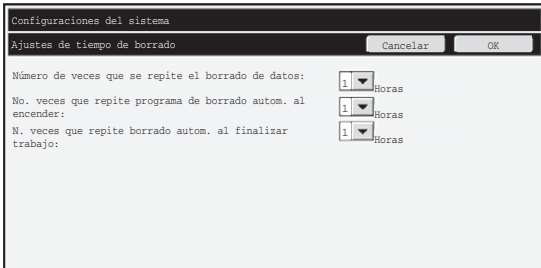 Configuraciones del sistema
Ajustes de tiempo de borrado
Cancelar
OK
Número de veces que se repite el borrado de datos:
1
Horas
No. veces que repite programa de borrado autom. al
encender:
1
Horas
N. veces que repite borrado autom. al finalizar
trabajo:
1
Horas